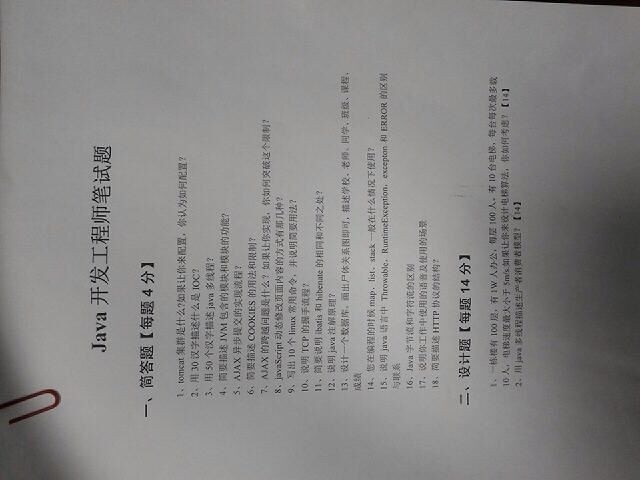 Java 开发工程师笔试题
一、简答题【每题 4 分】
1、tomcat 集群是什么?如果让你来配置，你认为如何配置?
2、用 30 汉字描述什么是 IOC?
3、用 50 个汉字描述 java 多线程?
4、简要描述 JVM 包含的模块和模块的功能?
5、AJAX 异步提交的实现流程?
6、简要描述 COOKIES 的用法和限制?
7、AJAX 的跨越问题是什么? 如果让你实现，你如何突破这个限制?
8、javaScript 动态修改页面内容的方式有那几种?
9、写出 10 个 linux 常用命令，并说明简要用法?
10、说明 TCP 的握手流程?
11、简要说明 ibatis 和 hibenate 的相同和不同之处?
12、说明 java 注解原理?
13、设计一个数据库，画出尸体关系图即可，描述学校、老师、同学、班级、课程、
成绩
14、您在编程的时候 map、list、stack 一般在什么情况下使用?
15、说明 java 语言中 Throwable、RuntimeException、excepton 和 ERROR 的区别
与联系
16、Java 字节流和字符流的区别
17、说明你工作中使用的语音及使用的场景
18、简要描述 HTTP 协议的结构?
二、设计题【每题 14 分】
1、一栋楼有 100 层，有 1W 人办公，每层 100 人，有 10 台电梯，每台每次最多载
10 人，电梯速度最大小于 5m/s.如果让你来设计电梯算法，你如何考虑? 【14】
2、用 java 多线程描述生产者消费者模型? 【14】